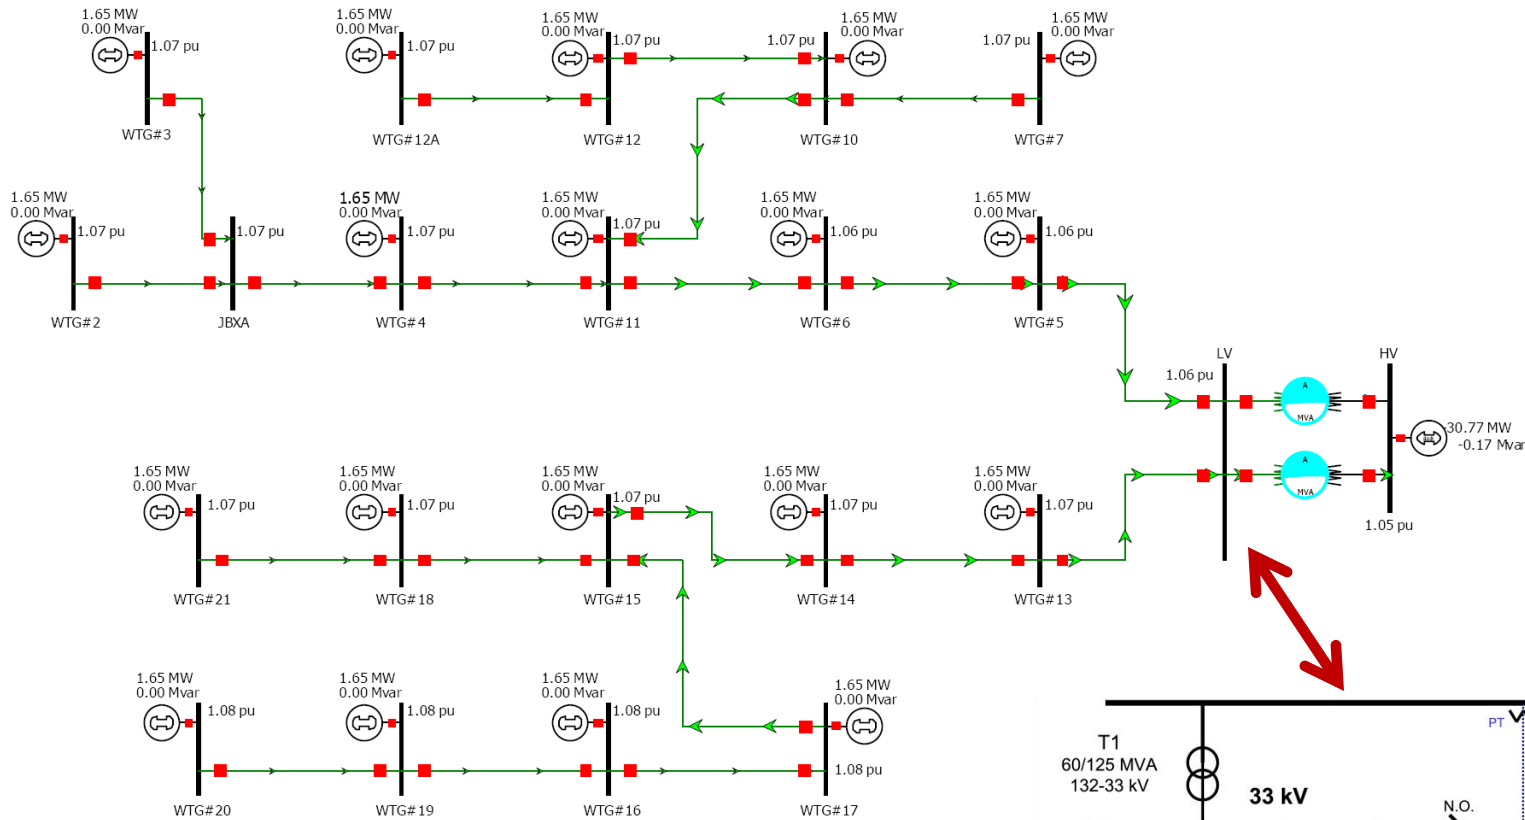 1.65 MW
0.00 Mvar
1.07 pu
WTG#3
1.65 MW
0.00 Mvar
1.07 pu
WTG#12A
1.65 MW
0.00 Mvar
1.07 pu
WTG#12
1.07 pu
1.65 MW
0.00 Mvar
WTG#10
1.07 pu
1.65 MW
0.00 Mvar
WTG#7
1.65 MW
0.00 Mvar
1.07 pu
WTG#2
1.07 pu
JBXA
1.65 MW
0.00 Mvar
1.07 pu
WTG#4
1.65 MW
0.00 Mvar
1.07 pu
WTG#11
1.65 MW
0.00 Mvar
1.06 pu
WTG#6
1.65 MW
0.00 Mvar
1.06 pu
WTG#5
LV
1.06 pu
A
MVA
A
MVA
HV
-30.77 MW
-0.17 Mvar
1.05 pu
1.65 MW
0.00 Mvar
1.07 pu
WTG#21
1.65 MW
0.00 Mvar
1.07 pu
WTG#18
1.65 MW
0.00 Mvar
1.07 pu
WTG#15
1.65 MW
0.00 Mvar
1.07 pu
WTG#14
1.65 MW
0.00 Mvar
1.07 pu
WTG#13
1.65 MW
0.00 Mvar
1.08 pu
WTG#20
1.65 MW
0.00 Mvar
1.08 pu
WTG#19
1.65 MW
0.00 Mvar
1.08 pu
WTG#16
1.65 MW
0.00 Mvar
1.08 pu
WTG#17
T1
60/125 MVA
132-33 kV
33 kV
PT
N.O.